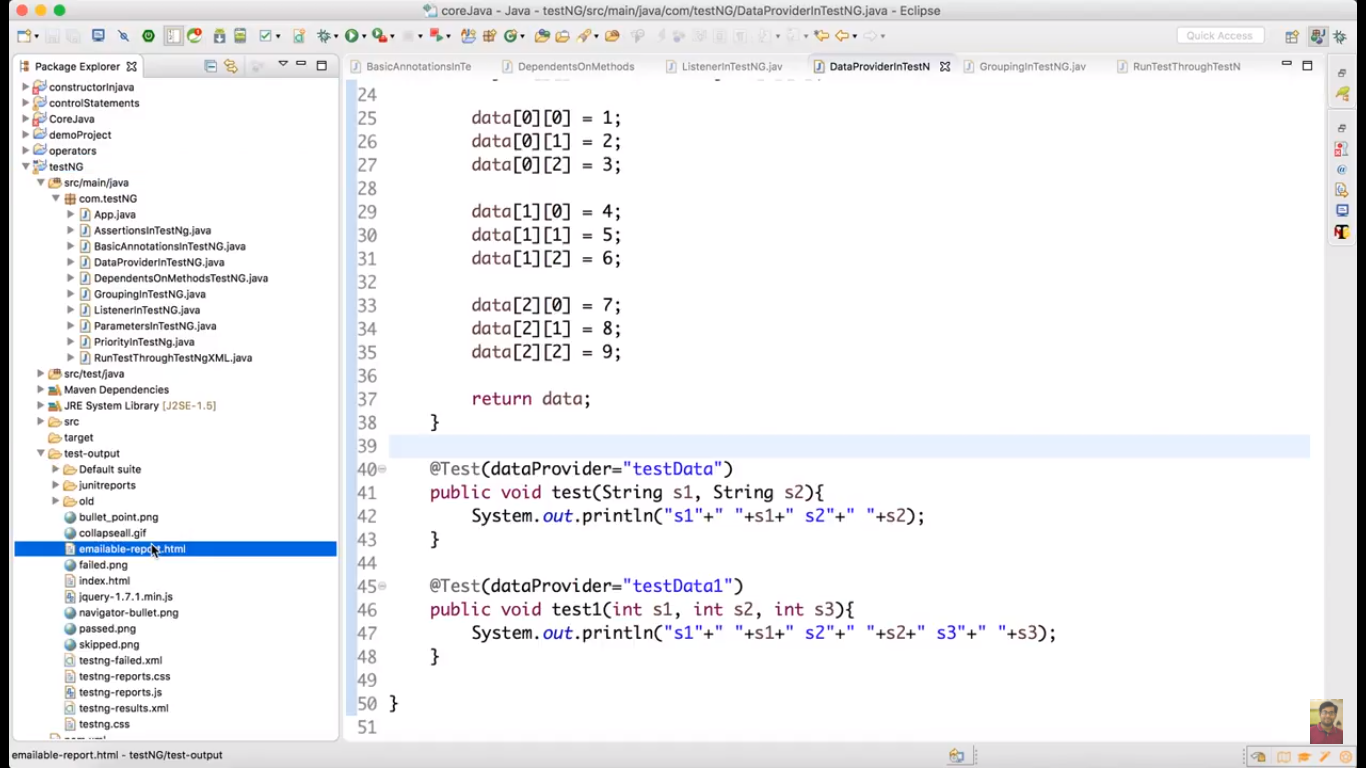 coreJava - Java - testNG/src/main/java/com/testNG/DataProviderInTestNG.java - Eclipse
Quick Access
Package Explorer
BasicAnnotationsInTe
DependentsOnMethods
ListenerInTestNG.jav
DataProviderInTestN
GroupingInTestNG.jav
RunTestThroughTestN
constructorInjava
controlStatements
CoreJava
demoProject
operators
testNG
src/main/java
com.testNG
App.java
AssertionsInTestNg.java
BasicAnnotationsInTestNG.java
DataProviderInTestNG.java
DependentsOnMethodsTestNG.java
GroupingInTestNG.java
ListenerInTestNG.java
ParametersInTestNG.java
PriorityInTestNg.java
RunTestThroughTestNgXML.java
src/test/java
Maven Dependencies
JRE System Library [J2SE-1.5]
src
target
test-output
Default suite
junitreports
old
bullet_point.png
collapseall.gif
emailable-report.html
failed.png
index.html
jquery-1.7.1.min.js
navigator-bullet.png
passed.png
skipped.png
testng-failed.xml
testng-reports.css
testng-reports.js
testng-results.xml
testng.css
24
25 data[0][0] = 1;
26 data[0][1] = 2;
27 data[0][2] = 3;
28
29 data[1][0] = 4;
30 data[1][1] = 5;
31 data[1][2] = 6;
32
33 data[2][0] = 7;
34 data[2][1] = 8;
35 data[2][2] = 9;
36
37 return data;
38 }
39
40 @Test(dataProvider="testData")
41 public void test(String s1, String s2){
42 System.out.println("s1"+" "+s1+" s2"+" "+s2);
43 }
44
45 @Test(dataProvider="testData1")
46 public void test1(int s1, int s2, int s3){
47 System.out.println("s1"+" "+s1+" s2"+" "+s2+" s3"+" "+s3);
48 }
49
50 }
51
emailable-report.html - testNG/test-output